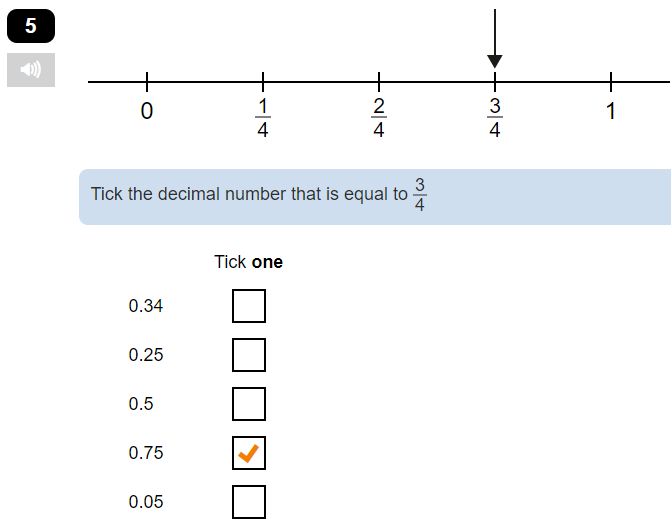 5
0 1/4 2/4 3/4 1
Tick the decimal number that is equal to 3/4
Tick one
0.34
0.25
0.5
0.75
0.05